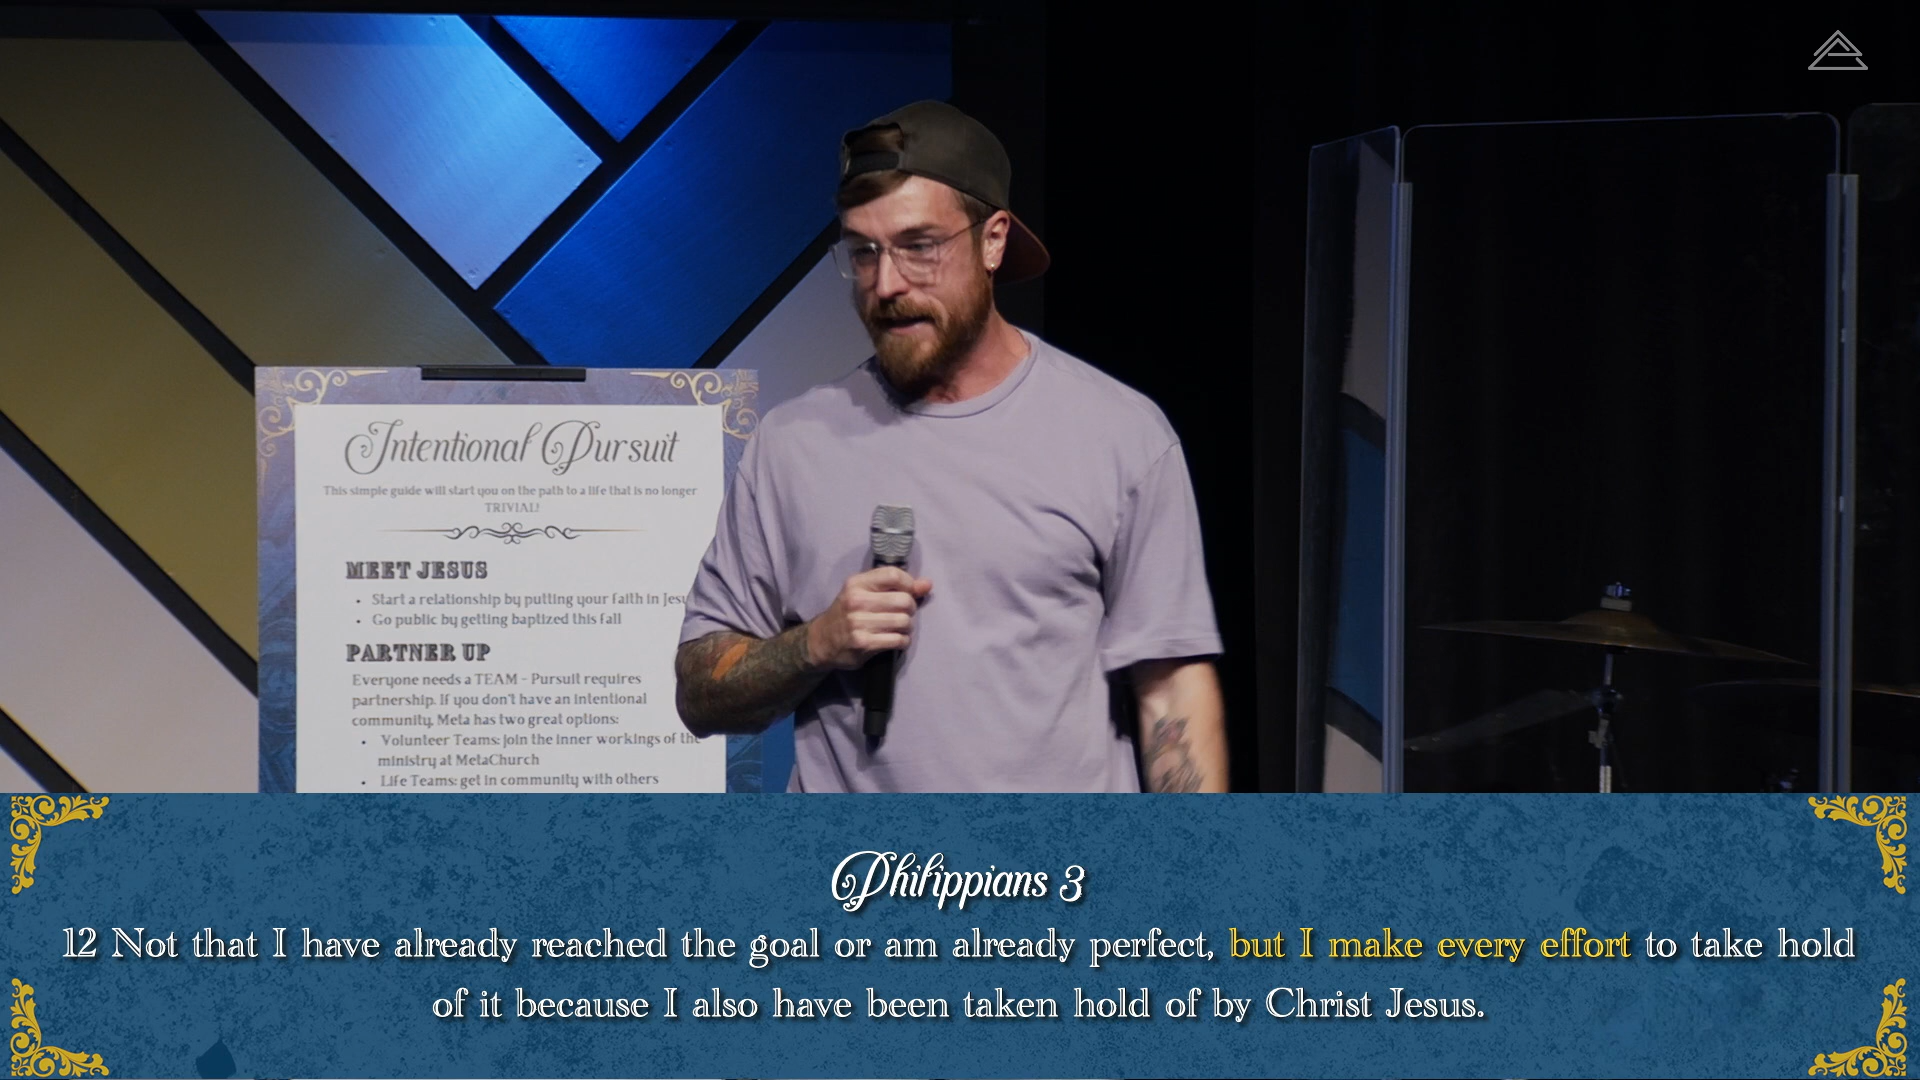 Intentional Pursuit
This simple guide will start you on the path to a life that is no longer
TRIVIAL!
MEET JESUS
• Start a relationship by putting your faith in
• Go public by getting baptized this fall
PARTNER UP
Everyone needs a TEAM - Pursuit requires
partnership. If you don't have an intentional
community, Meta has two great options:
• Volunteer Teams: join the inner workings of the
ministry at MetaChurch
• Life Teams: get in community with others
Philippians 3
12 Not that I have already reached the goal or am already perfect, but I make every effort to take hold
of it because I also have been taken hold of by Christ Jesus.